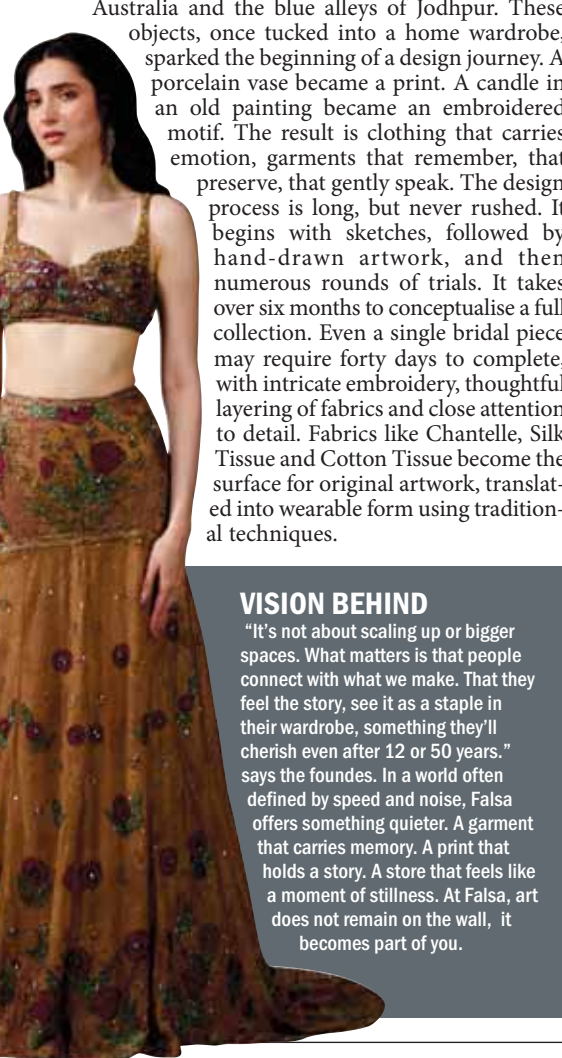 Australia and the blue alleys of Jodhpur. These
objects, once tucked into a home wardrobe,
sparked the beginning of a design journey. A
porcelain vase became a print. A candle in
an old painting became an embroidered
motif. The result is clothing that carries
emotion, garments that remember, that
preserve, that gently speak. The design
process is long, but never rushed. It
begins with sketches, followed by
hand-drawn artwork, and then
numerous rounds of trials. It takes
over six months to conceptualise a full
collection. Even a single bridal piece
may require forty days to complete,
with intricate embroidery, thoughtful
layering of fabrics and close attention
to detail. Fabrics like Chantelle, Silk
Tissue and Cotton Tissue become the
surface for original artwork, translat-
ed into wearable form using tradition-
al techniques.
VISION BEHIND
“It’s not about scaling up or bigger
spaces. What matters is that people
connect with what we make. That they
feel the story, see it as a staple in
their wardrobe, something they’ll
cherish even after 12 or 50 years.”
says the foundes. In a world often
defined by speed and noise, Falsa
offers something quieter. A garment
that carries memory. A print that
holds a story. A store that feels like
a moment of stillness. At Falsa, art
does not remain on the wall, it
becomes part of you.